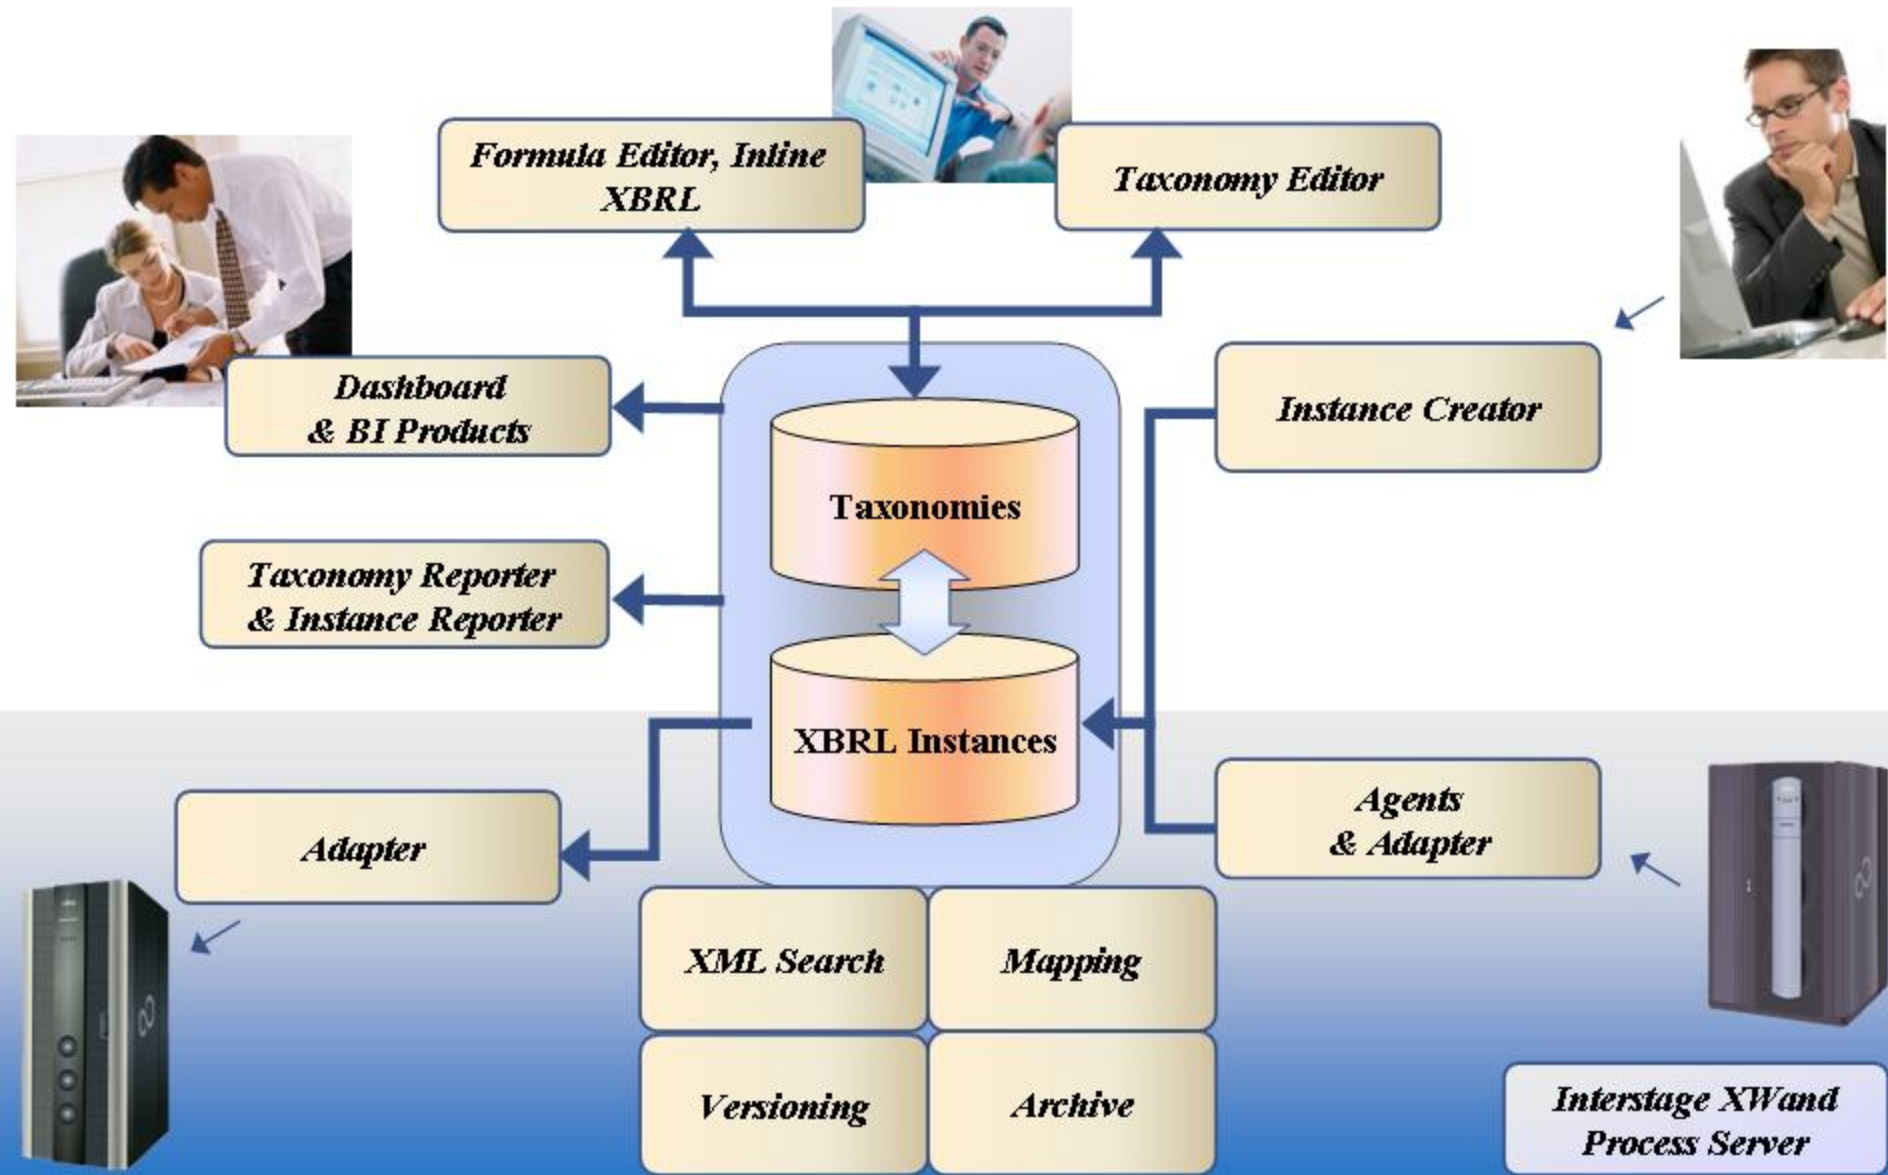 Formula Editor, Inline
XBRL
Taxonomy Editor
Dashboard
& BI Products
Instance Creator
Taxonomies
Taxonomy Reporter
& Instance Reporter
XBRL Instances
Adapter
Agents
& Adapter
XML Search
Mapping
Versioning
Archive
Interstage XWand
Process Server